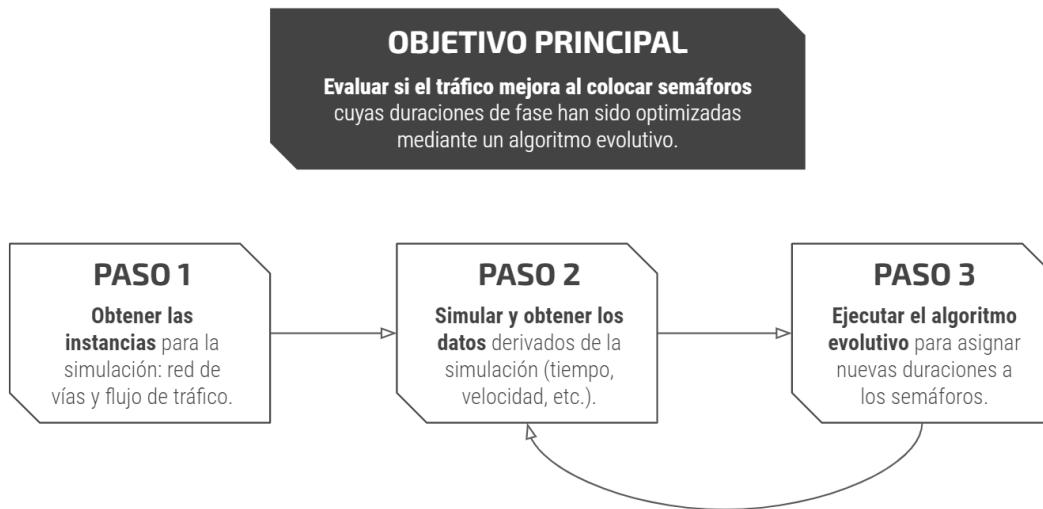 OBJETIVO PRINCIPAL
Evaluar si el tráfico mejora al colocar semáforos
cuyas duraciones de fase han sido optimizadas
mediante un algoritmo evolutivo.
PASO 1
Obtener las
instancias para la
simulación: red de
vías y flujo de tráfico.
PASO 2
Simular y obtener los
datos derivados de la
simulación (tiempo,
velocidad, etc.).
PASO 3
Ejecutar el algoritmo
evolutivo para asignar
nuevas duraciones a
los semáforos.